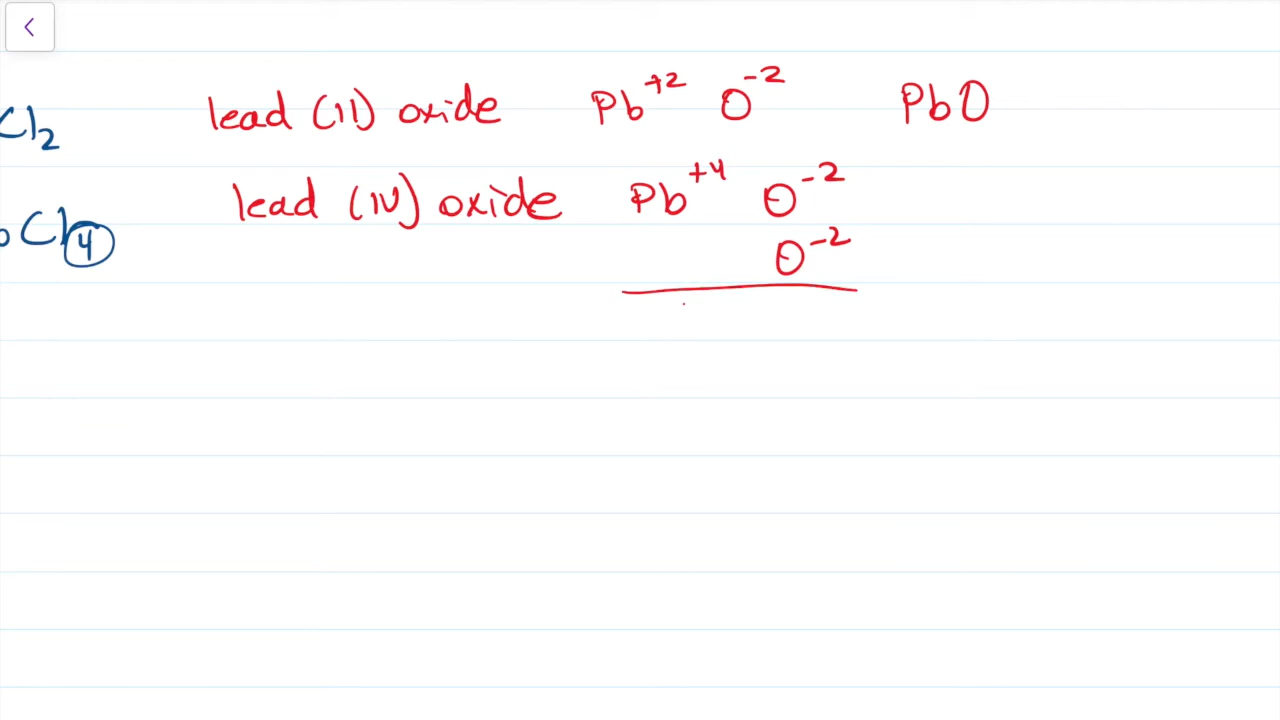 lead (II) oxide Pb+2 O-2 PbO
Cl2
lead (IV) oxide Pb+4 O-2
Cl4
O-2